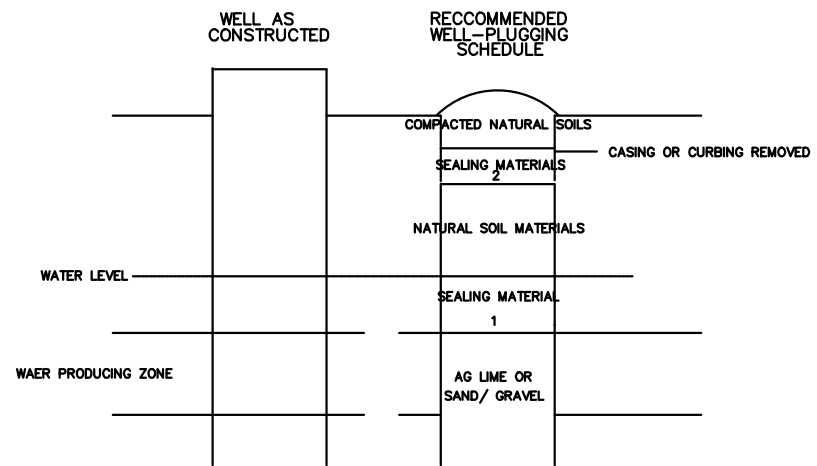 WELL AS
CONSTRUCTED
RECCOMMENDED
WELL-PLUGGING
SCHEDULE
COMPACTED NATURAL SOILS
CASING OR CURBING REMOVED
SEALING MATERIALS
2
NATURAL SOIL MATERIALS
WATER LEVEL
SEALING MATERIAL
1
WAER PRODUCING ZONE
AG LIME OR
SAND/ GRAVEL